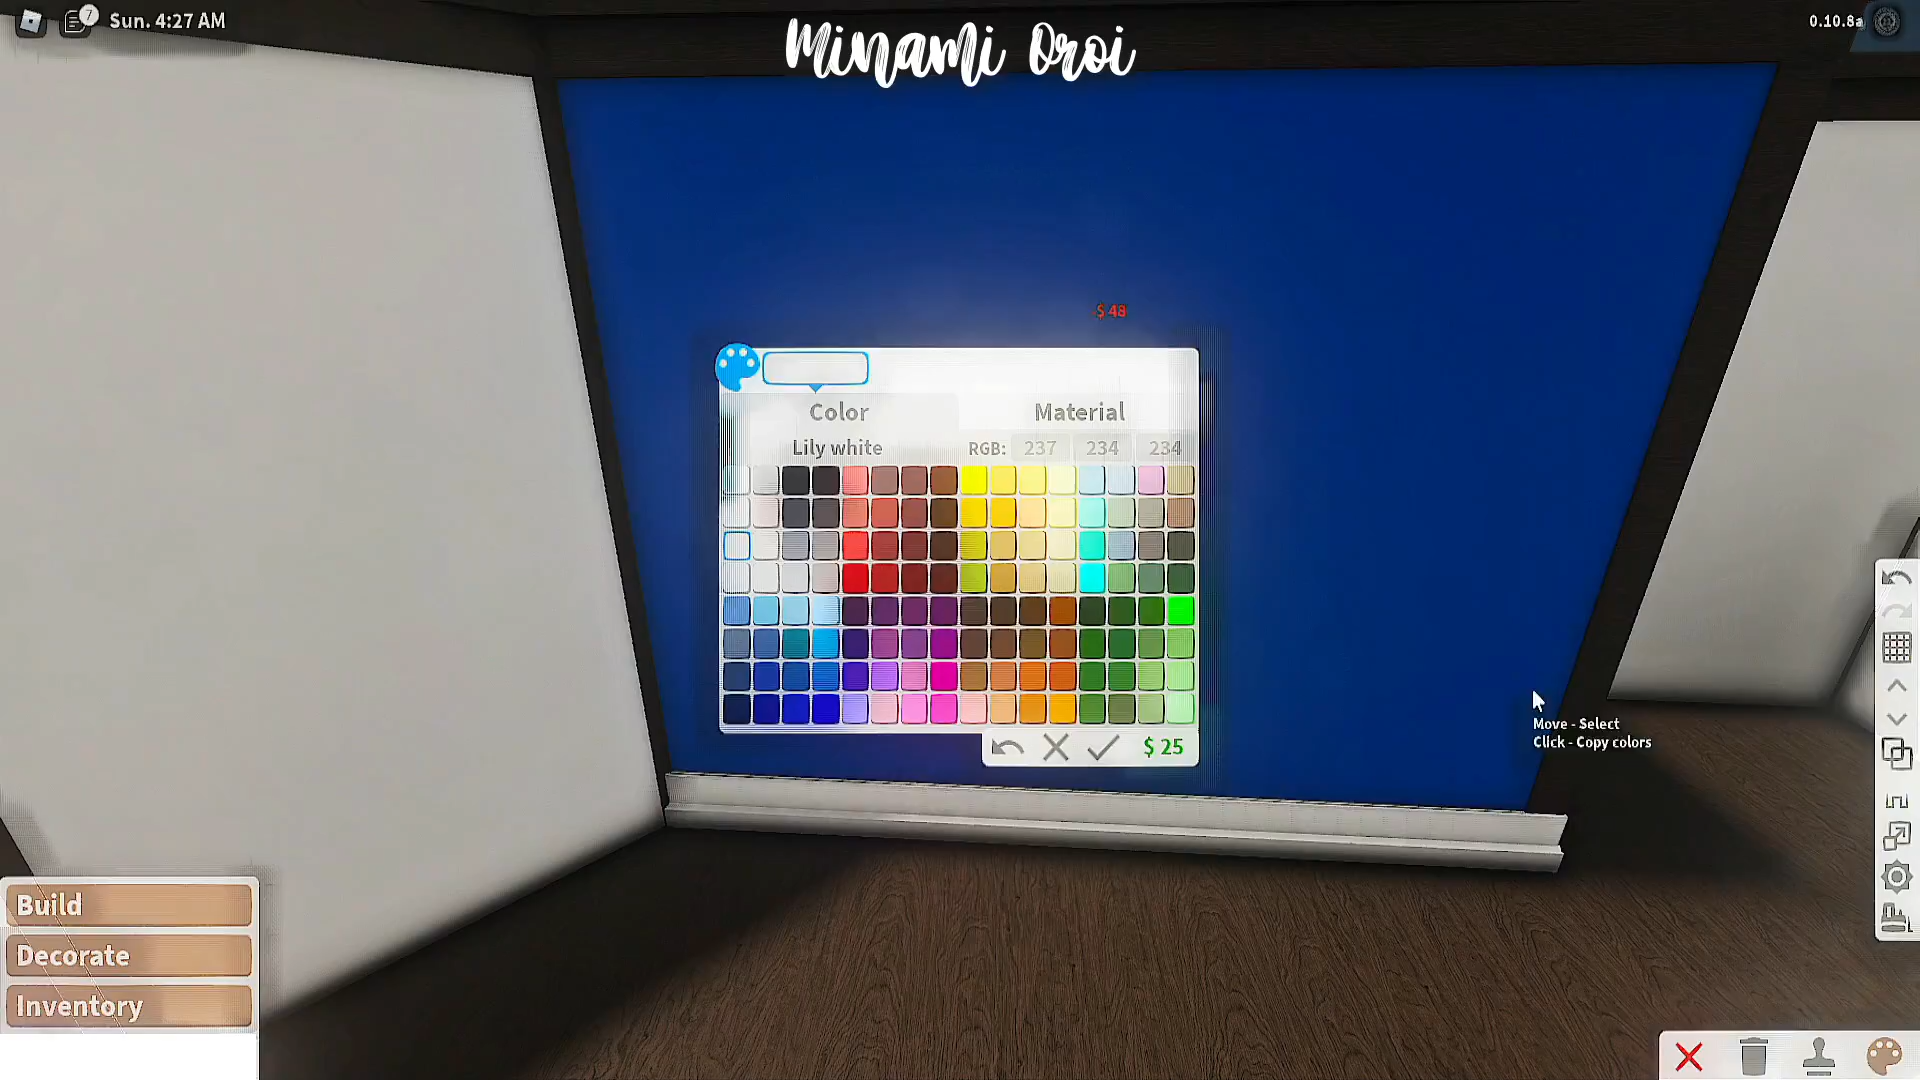 7
Sun. 4:27 AM
Minami Oroi
0.10.8a
$ 48
Color
Material
Lily white
RGB: 237 234 234
$ 25
Move - Select
Click - Copy colors
Build
Decorate
Inventory